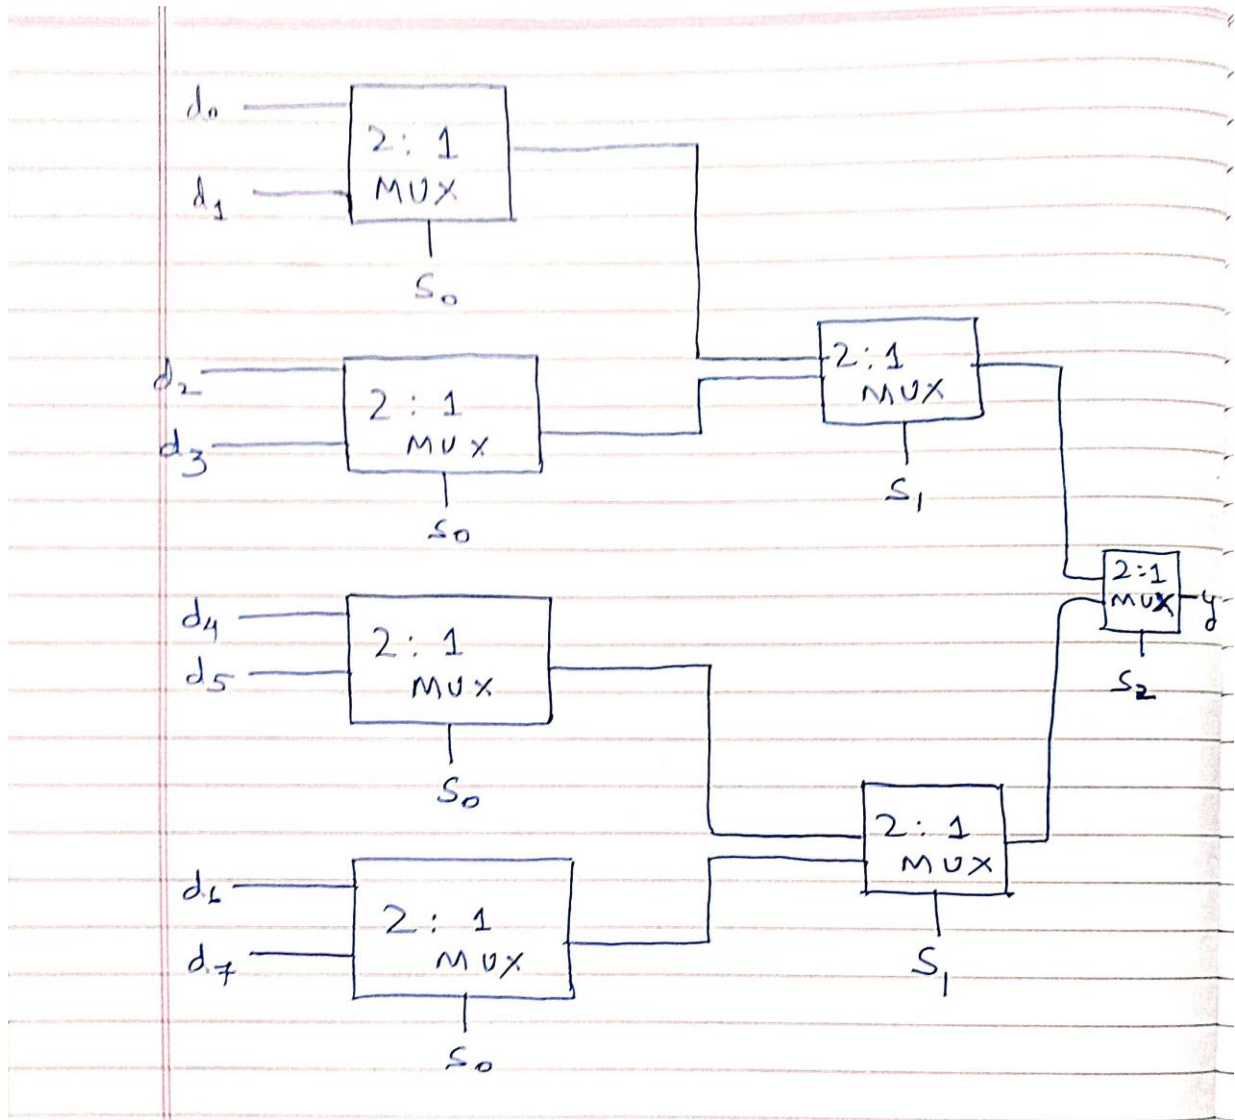 d₀
2: 1
MUX
d₁
S₀
d₂
2: 1
MUX
d₃
S₀
2: 1
MUX
S₁
d₄
2: 1
MUX
d₅
S₀
2:1
MUX
y
S₂
d₆
2: 1
MUX
d₇
S₀
2: 1
MUX
S₁